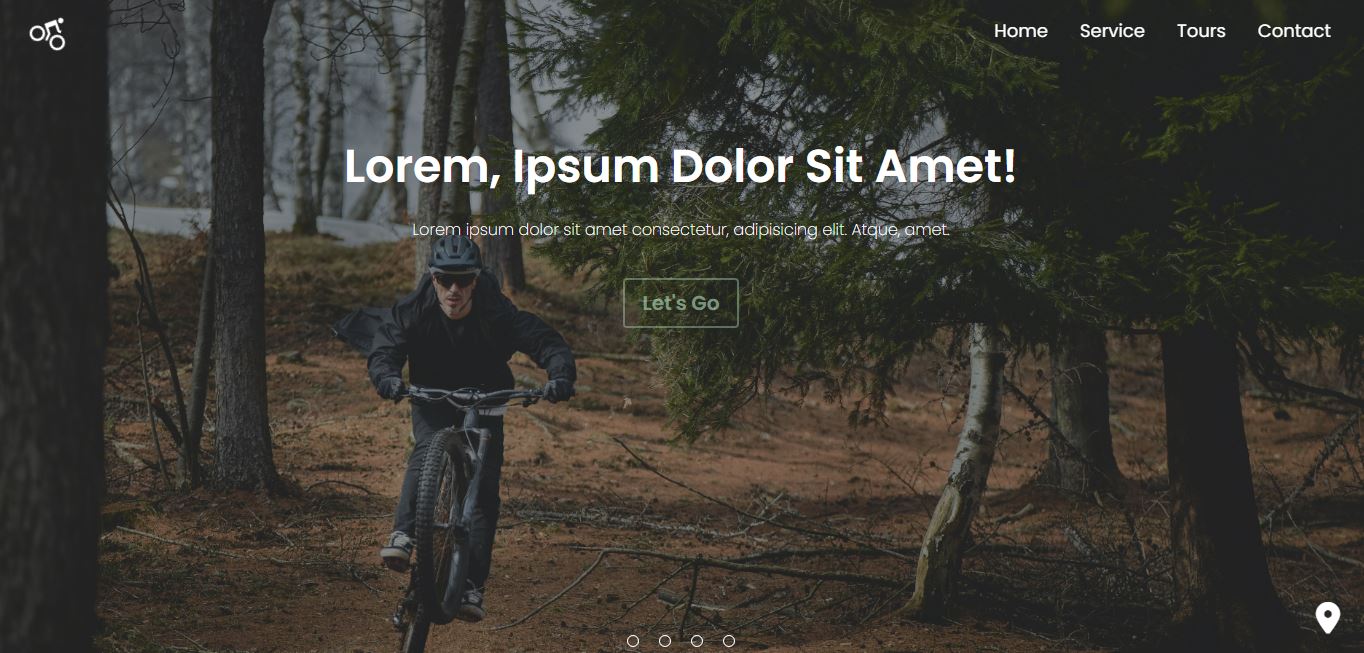 Home Service Tours Contact
Lorem, Ipsum Dolor Sit Amet!
Lorem ipsum dolor sit amet consectetur, adipisicing elit. Atque, amet.
Let's Go